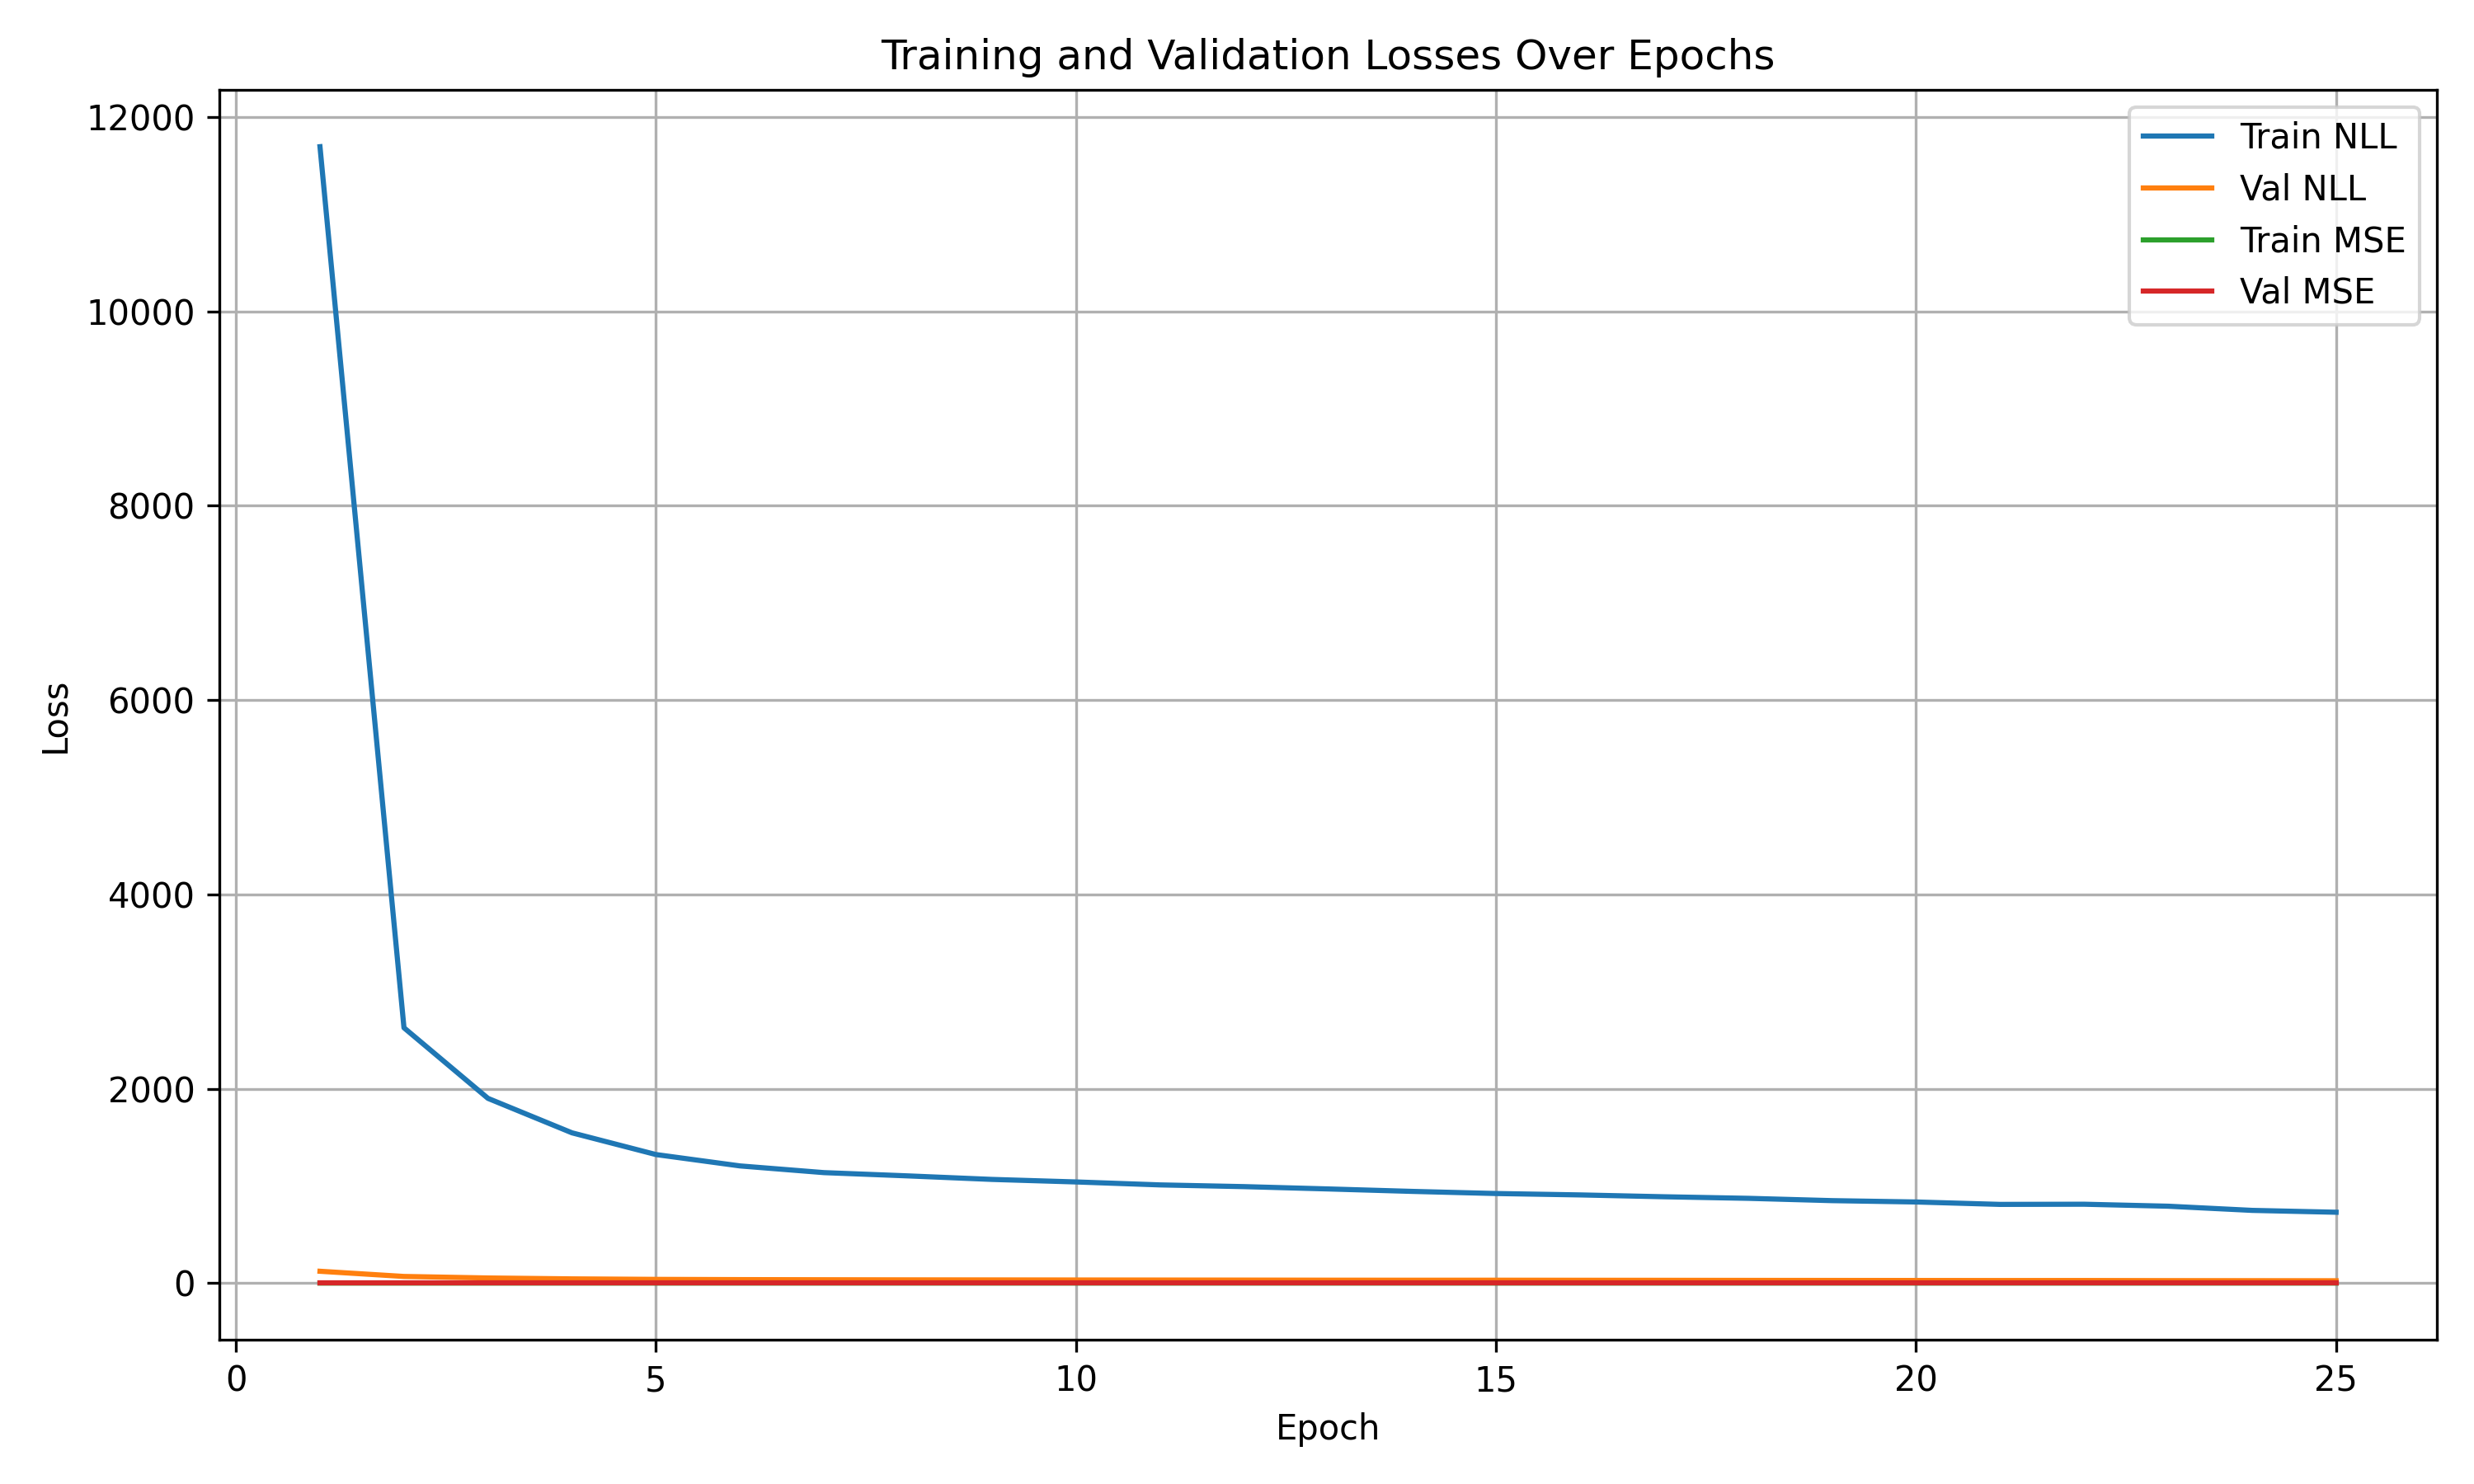 Training and Validation Losses Over Epochs
12000
10000
8000
6000
4000
2000
0
Loss
Train NLL
Val NLL
Train MSE
Val MSE
0 5 10 15 20 25
Epoch